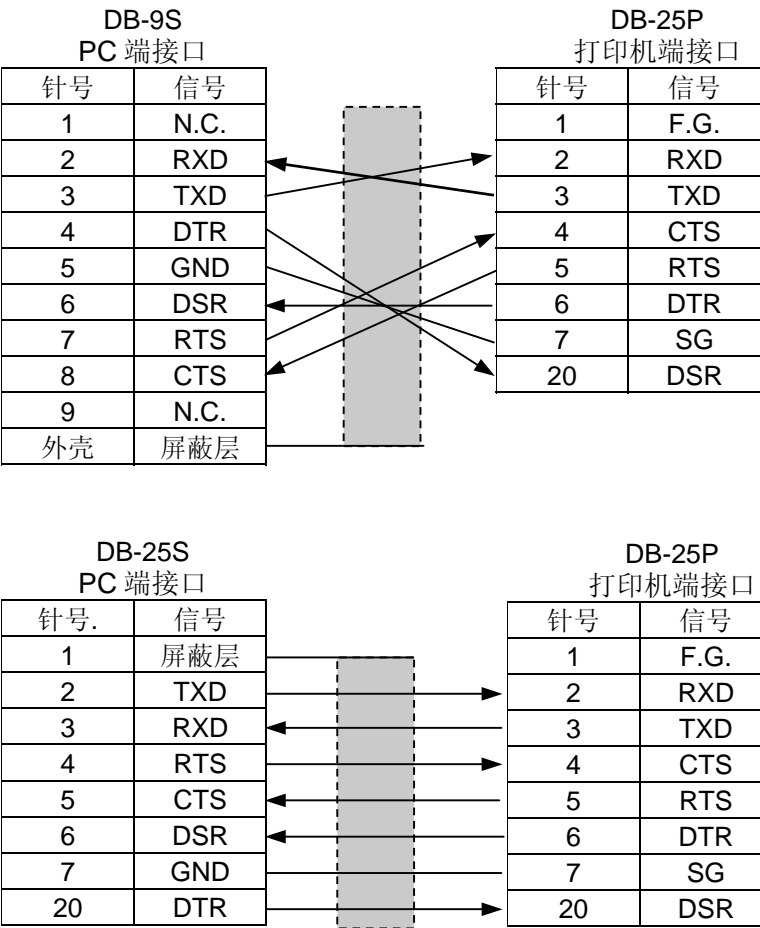 DB-9S
PC 端接口
DB-25P
打印机端接口
针号 信号 针号 信号
1 N.C. 1 F.G.
2 RXD 2 RXD
3 TXD 3 TXD
4 DTR 4 CTS
5 GND 5 RTS
6 DSR 6 DTR
7 RTS 7 SG
8 CTS 20 DSR
9 N.C.
外壳 屏蔽层
DB-25S
PC 端接口
DB-25P
打印机端接口
针号. 信号 针号 信号
1 屏蔽层 1 F.G.
2 TXD 2 RXD
3 RXD 3 TXD
4 RTS 4 CTS
5 CTS 5 RTS
6 DSR 6 DTR
7 GND 7 SG
20 DTR 20 DSR